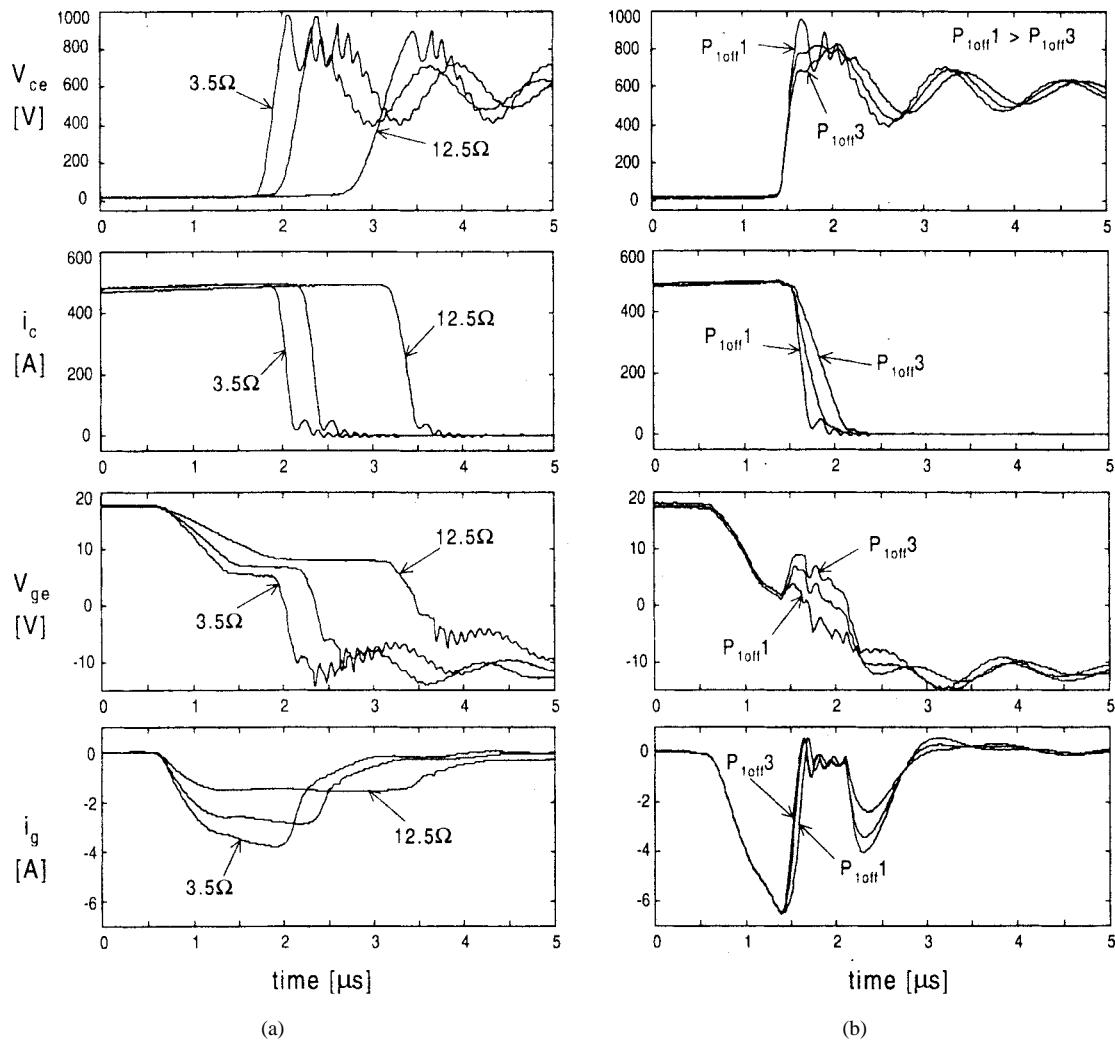 1000
800
600
400
200
0
V_ce
[V]
3.5Ω
12.5Ω
0 1 2 3 4 5
1000
800
600
400
200
0
P_1off1
P_1off3
P_1off1 > P_1off3
0 1 2 3 4 5
600
400
200
0
i_c
[A]
3.5Ω
12.5Ω
0 1 2 3 4 5
600
400
200
0
P_1off1
P_1off3
0 1 2 3 4 5
20
10
0
-10
V_ge
[V]
12.5Ω
3.5Ω
0 1 2 3 4 5
20
10
0
-10
P_1off3
P_1off1
0 1 2 3 4 5
0
-2
-4
-6
i_g
[A]
12.5Ω
3.5Ω
0 1 2 3 4 5
time [µs]
0
-2
-4
-6
P_1off3
P_1off1
0 1 2 3 4 5
time [µs]
(a)
(b)